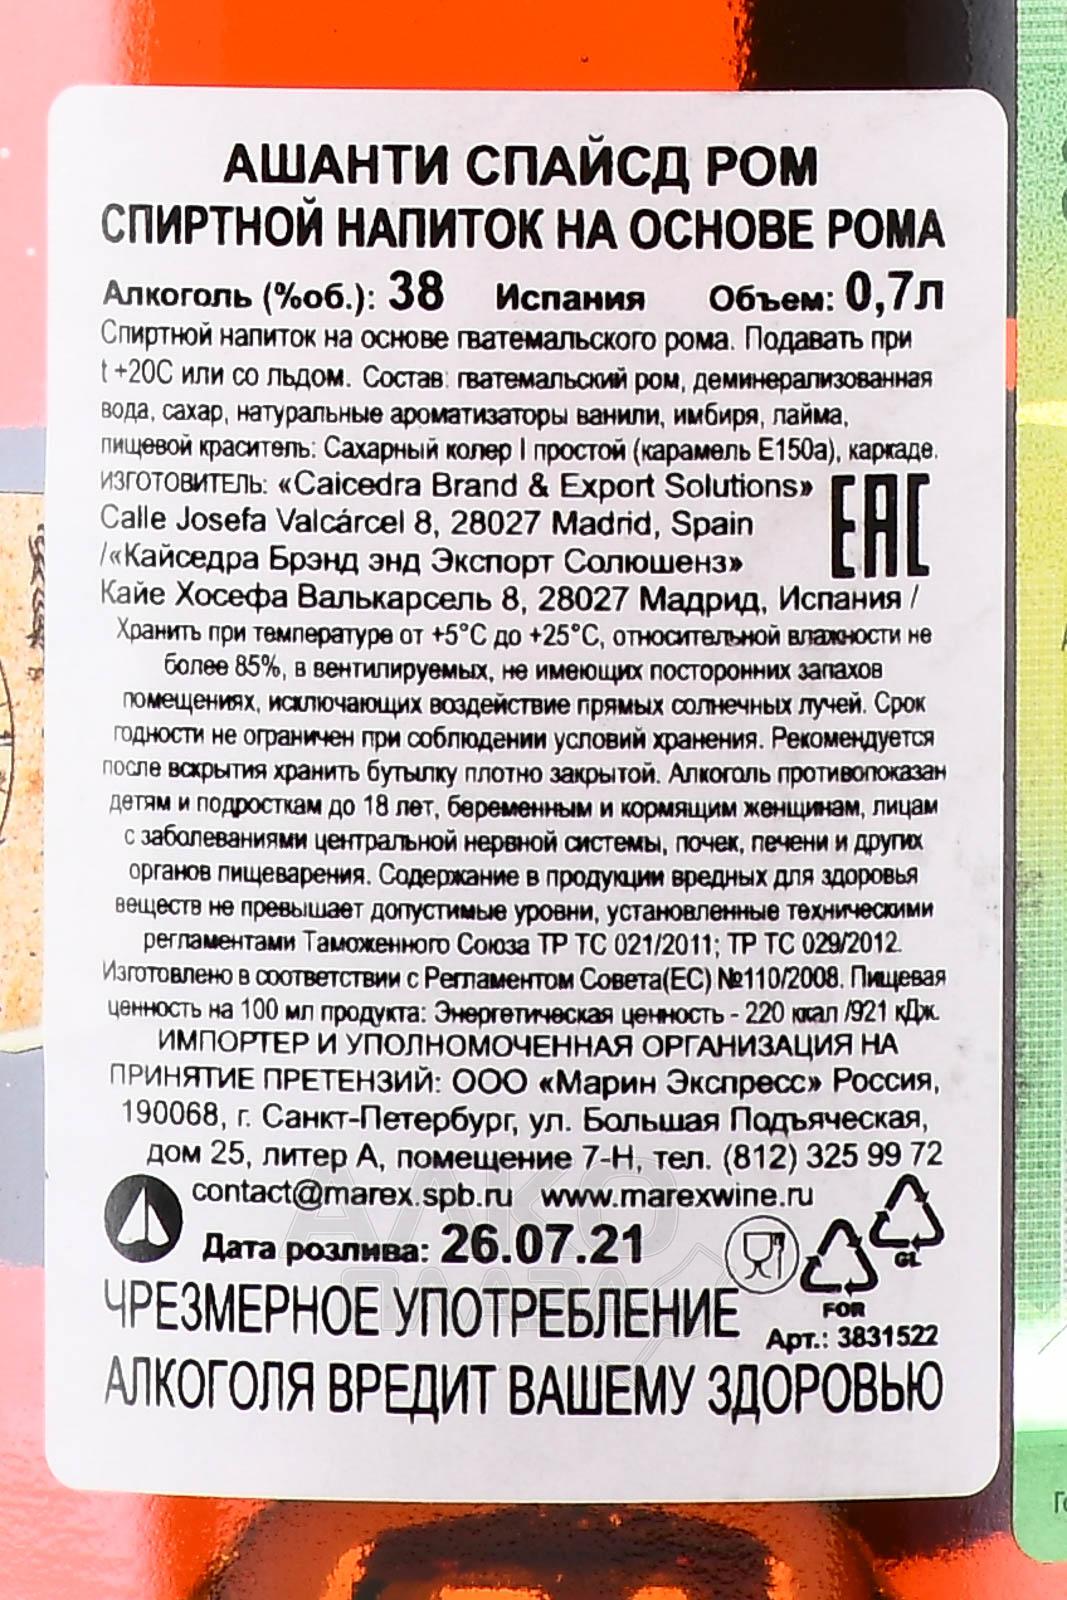 АШАНТИ СПАЙСД РОМ
СПИРТНОЙ НАПИТОК НА ОСНОВЕ РОМА
Алкоголь (%об.): 38 Испания Объем: 0,7л
Спиртной напиток на основе гватемальского рома. Подавать при
t +20С или со льдом. Состав: гватемальский ром, деминерализованная
вода, сахар, натуральные ароматизаторы ванили, имбиря, лайма,
пищевой краситель: Сахарный колер I простой (карамель Е150а), каркаде.
ИЗГОТОВИТЕЛЬ: «Caicedra Brand & Export Solutions»
Calle Josefa Valcárcel 8, 28027 Madrid, Spain
/«Кайседра Брэнд энд Экспорт Солюшенз»
Кайе Хосефа Валькарсель 8, 28027 Мадрид, Испания /
EAC
Хранить при температуре от +5°С до +25°С, относительной влажности не
более 85%, в вентилируемых, не имеющих посторонних запахов
помещениях, исключающих воздействие прямых солнечных лучей. Срок
годности не ограничен при соблюдении условий хранения. Рекомендуется
после вскрытия хранить бутылку плотно закрытой. Алкоголь противопоказан
детям и подросткам до 18 лет, беременным и кормящим женщинам, лицам
с заболеваниями центральной нервной системы, почек, печени и других
органов пищеварения. Содержание в продукции вредных для здоровья
веществ не превышает допустимые уровни, установленные техническими
регламентами Таможенного Союза ТР ТС 021/2011; ТР ТС 029/2012.
Изготовлено в соответствии с Регламентом Совета(ЕС) №110/2008. Пищевая
ценность на 100 мл продукта: Энергетическая ценность - 220 ккал /921 кДж.
ИМПОРТЕР И УПОЛНОМОЧЕННАЯ ОРГАНИЗАЦИЯ НА
ПРИНЯТИЕ ПРЕТЕНЗИЙ: ООО «Марин Экспресс» Россия,
190068, г. Санкт-Петербург, ул. Большая Подъяческая,
дом 25, литер А, помещение 7-Н, тел. (812) 325 99 72
contact@marex.spb.ru www.marexwine.ru
Дата розлива: 26.07.21
GL
FOR
Арт.: 3831522
ЧРЕЗМЕРНОЕ УПОТРЕБЛЕНИЕ
АЛКОГОЛЯ ВРЕДИТ ВАШЕМУ ЗДОРОВЬЮ
АЛКО
ПЛАЗА